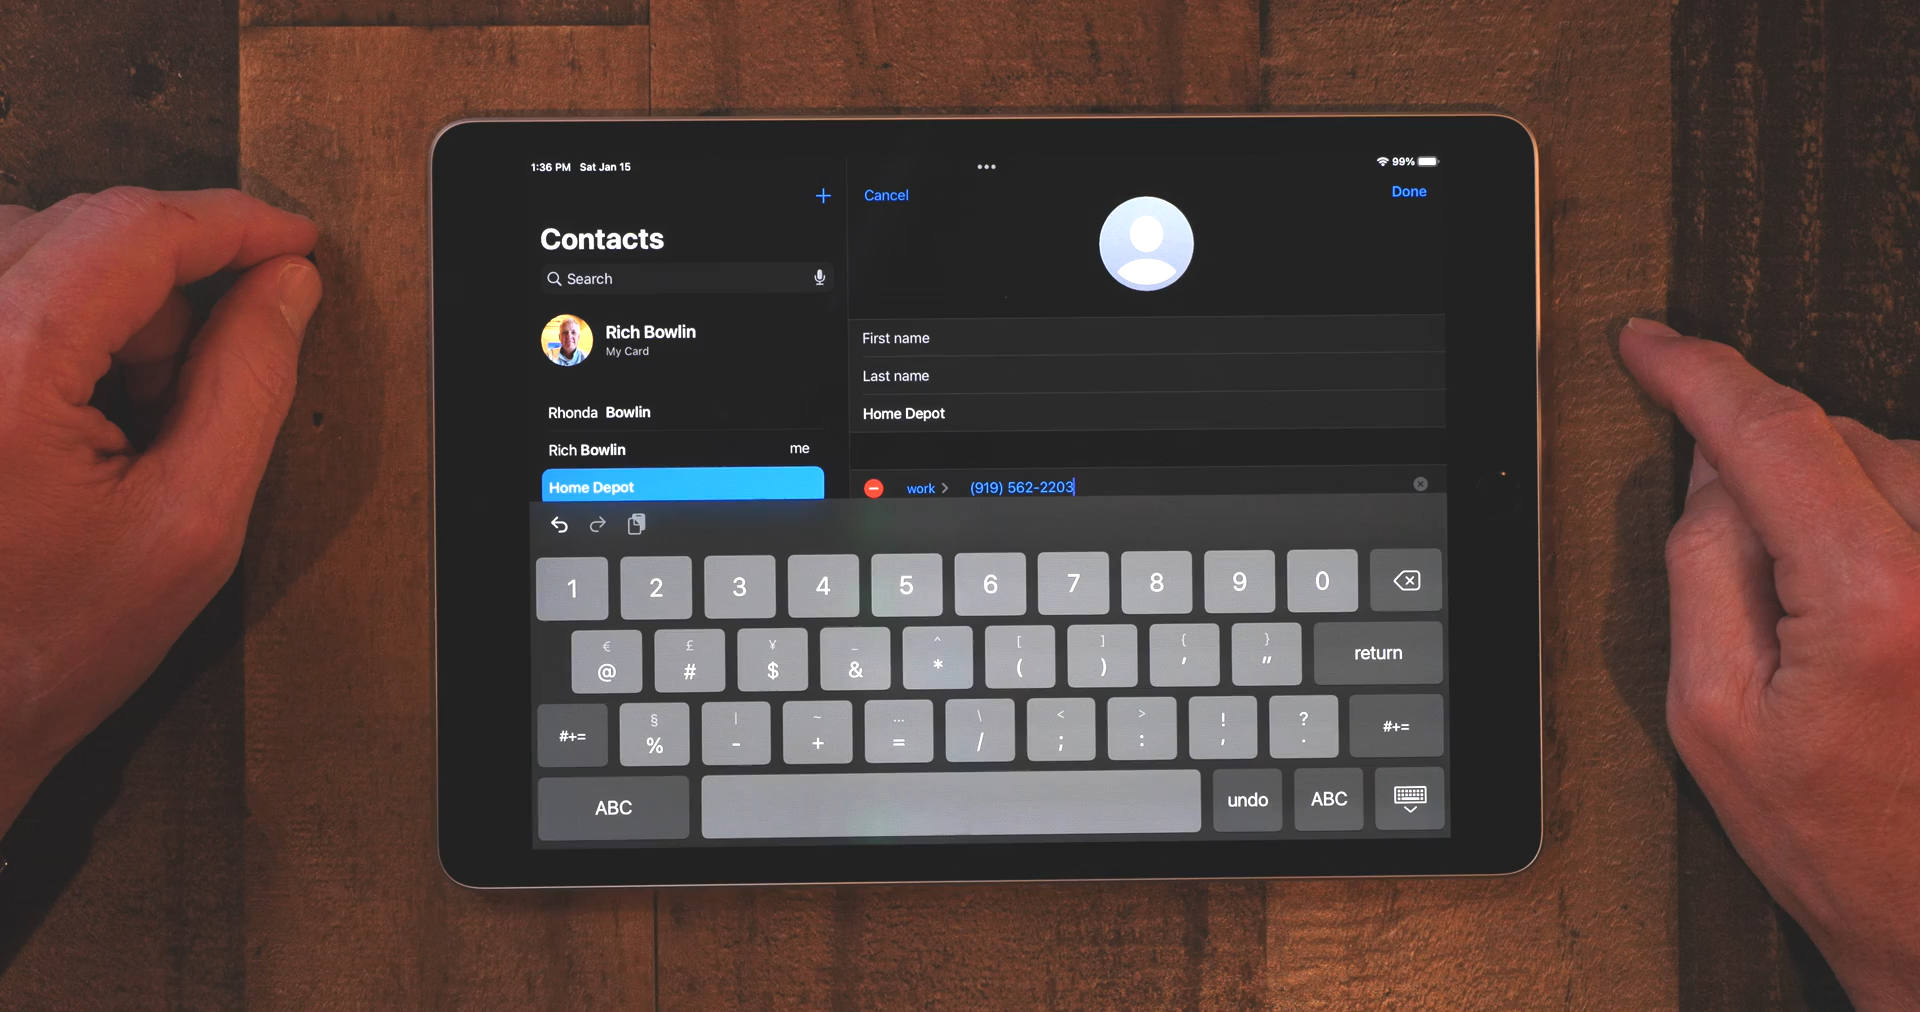 1:36 PM Sat Jan 15
99%
Contacts
Search
Rich Bowlin
My Card
Rhonda Bowlin
Rich Bowlin me
Home Depot
Cancel
Done
First name
Last name
Home Depot
work (919) 562-2203
1 2 3 4 5 6 7 8 9 0
€ £ ¥ _ ^ [ ] { }
@ # $ & * ( ) ' " return
§ | ~ … \ < > ! ?
#+= % - + = / ; : , . #+=
ABC undo ABC